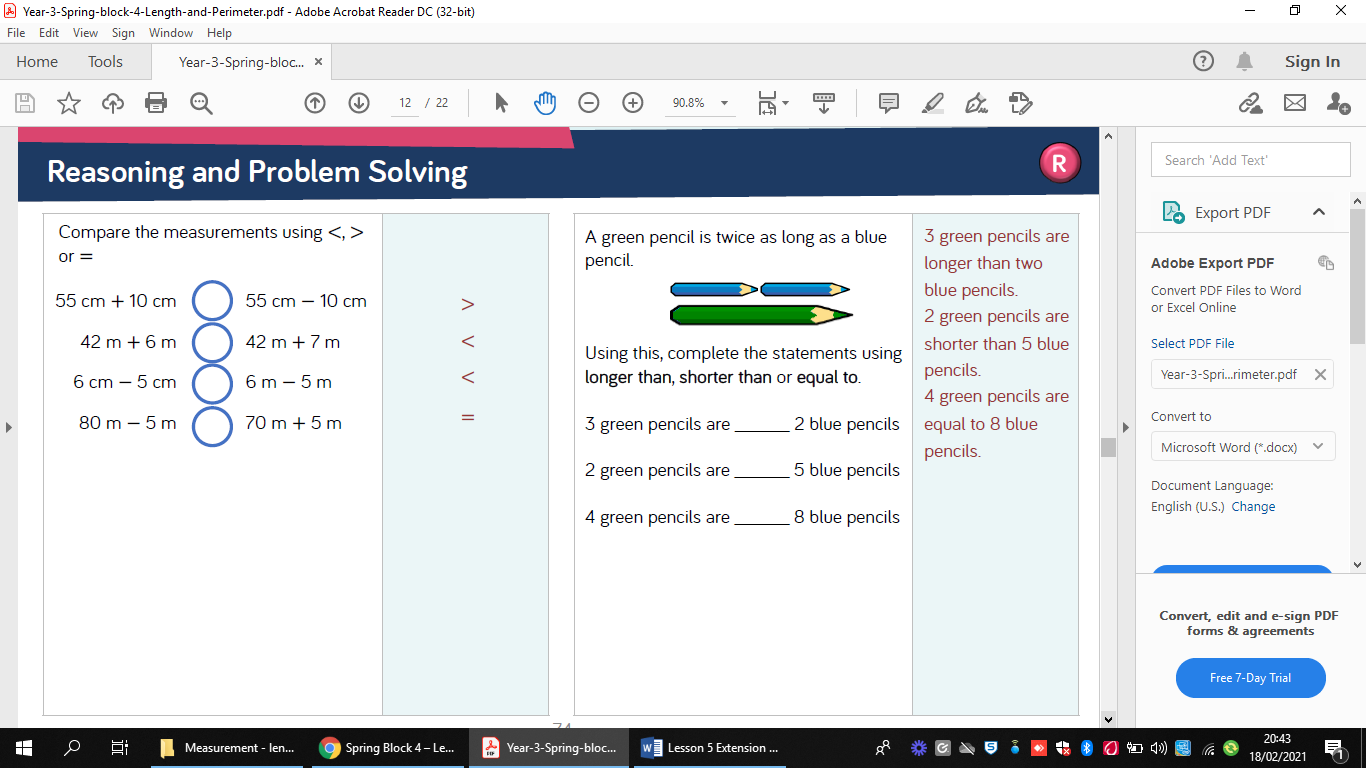 Year-3-Spring-block-4-Length-and-Perimeter.pdf - Adobe Acrobat Reader DC (32-bit)
File Edit View Sign Window Help
Home Tools Year-3-Spring-bloc... × Sign In
12 / 22 90.8%
Reasoning and Problem Solving
R
Compare the measurements using <, >
or =
55 cm + 10 cm 55 cm − 10 cm
42 m + 6 m 42 m + 7 m
6 cm − 5 cm 6 m − 5 m
80 m − 5 m 70 m + 5 m
>
<
<
=
A green pencil is twice as long as a blue
pencil.
Using this, complete the statements using
longer than, shorter than or equal to.
3 green pencils are ______ 2 blue pencils
2 green pencils are ______ 5 blue pencils
4 green pencils are ______ 8 blue pencils
3 green pencils are
longer than two
blue pencils.
2 green pencils are
shorter than 5 blue
pencils.
4 green pencils are
equal to 8 blue
pencils.
Search 'Add Text'
Export PDF
Adobe Export PDF
Convert PDF Files to Word
or Excel Online
Select PDF File
Year-3-Spri...rimeter.pdf
Convert to
Microsoft Word (*.docx)
Document Language:
English (U.S.) Change
Convert, edit and e-sign PDF
forms & agreements
Free 7-Day Trial
Measurement - len... Spring Block 4 – Le... Year-3-Spring-bloc... Lesson 5 Extension ...
20:43
18/02/2021
1